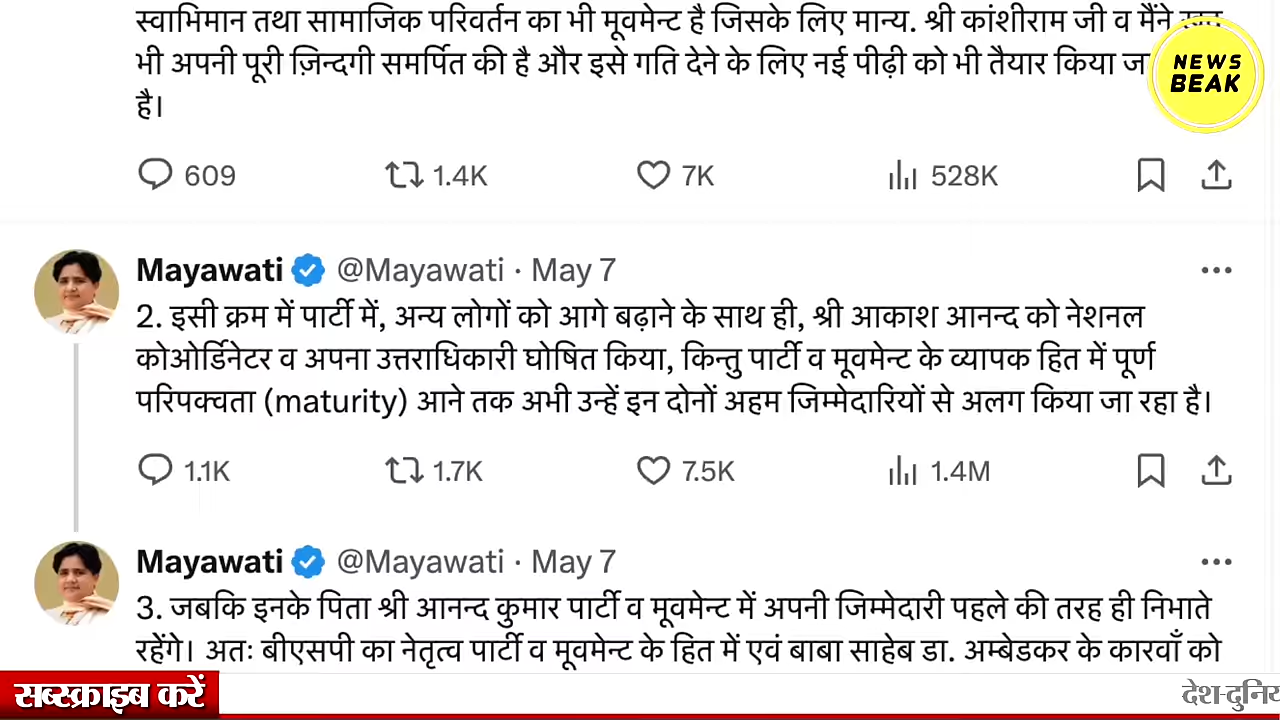 स्वाभिमान तथा सामाजिक परिवर्तन का भी मूवमेन्ट है जिसके लिए मान्य. श्री कांशीराम जी व मैंने
भी अपनी पूरी ज़िन्दगी समर्पित की है और इसे गति देने के लिए नई पीढ़ी को भी तैयार किया जा
है।
NEWS
BEAK
609 1.4K 7K 528K
Mayawati @Mayawati · May 7
2. इसी क्रम में पार्टी में, अन्य लोगों को आगे बढ़ाने के साथ ही, श्री आकाश आनन्द को नेशनल
कोओर्डिनेटर व अपना उत्तराधिकारी घोषित किया, किन्तु पार्टी व मूवमेन्ट के व्यापक हित में पूर्ण
परिपक्वता (maturity) आने तक अभी उन्हें इन दोनों अहम जिम्मेदारियों से अलग किया जा रहा है।
1.1K 1.7K 7.5K 1.4M
Mayawati @Mayawati · May 7
3. जबकि इनके पिता श्री आनन्द कुमार पार्टी व मूवमेन्ट में अपनी जिम्मेदारी पहले की तरह ही निभाते
रहेंगे। अतः बीएसपी का नेतृत्व पार्टी व मूवमेन्ट के हित में एवं बाबा साहेब डा. अम्बेडकर के कारवाँ को
सब्स्क्राइब करें
देश-दुनिय